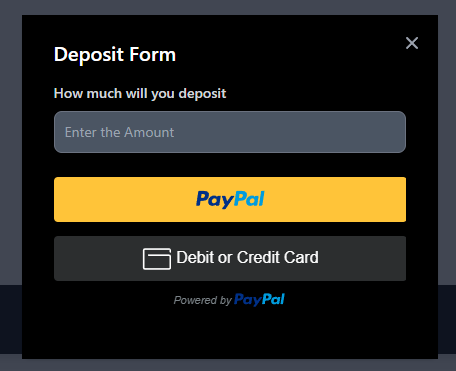 Deposit Form
How much will you deposit
Enter the Amount
PayPal
Debit or Credit Card
Powered by PayPal